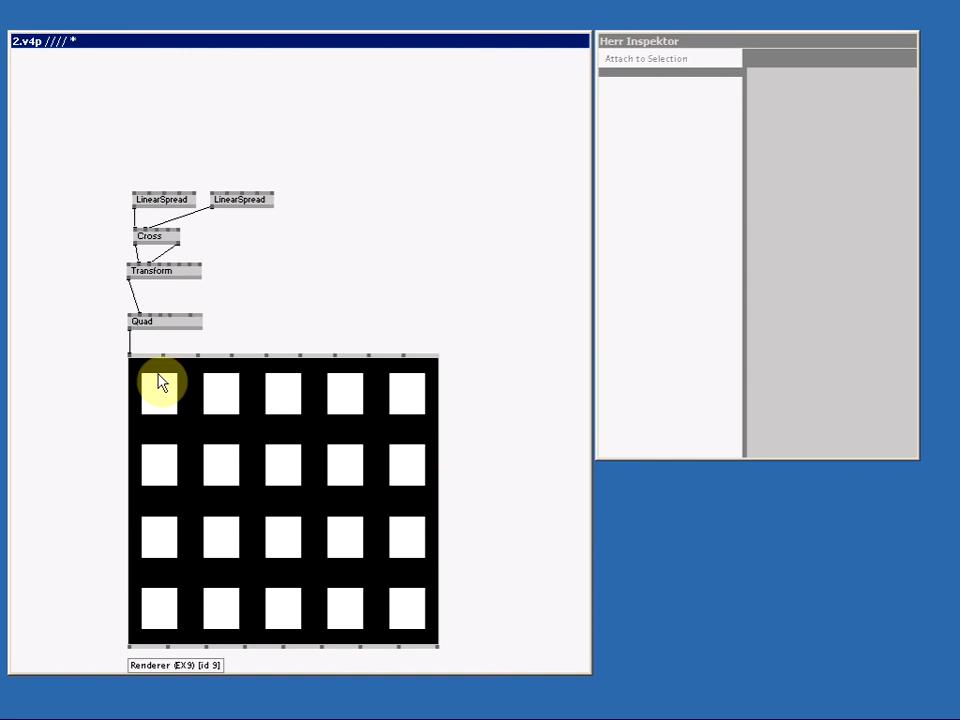 2.v4p //// *
Herr Inspektor
Attach to Selection
LinearSpread
LinearSpread
Cross
Transform
Quad
Renderer (EX9) [id 9]